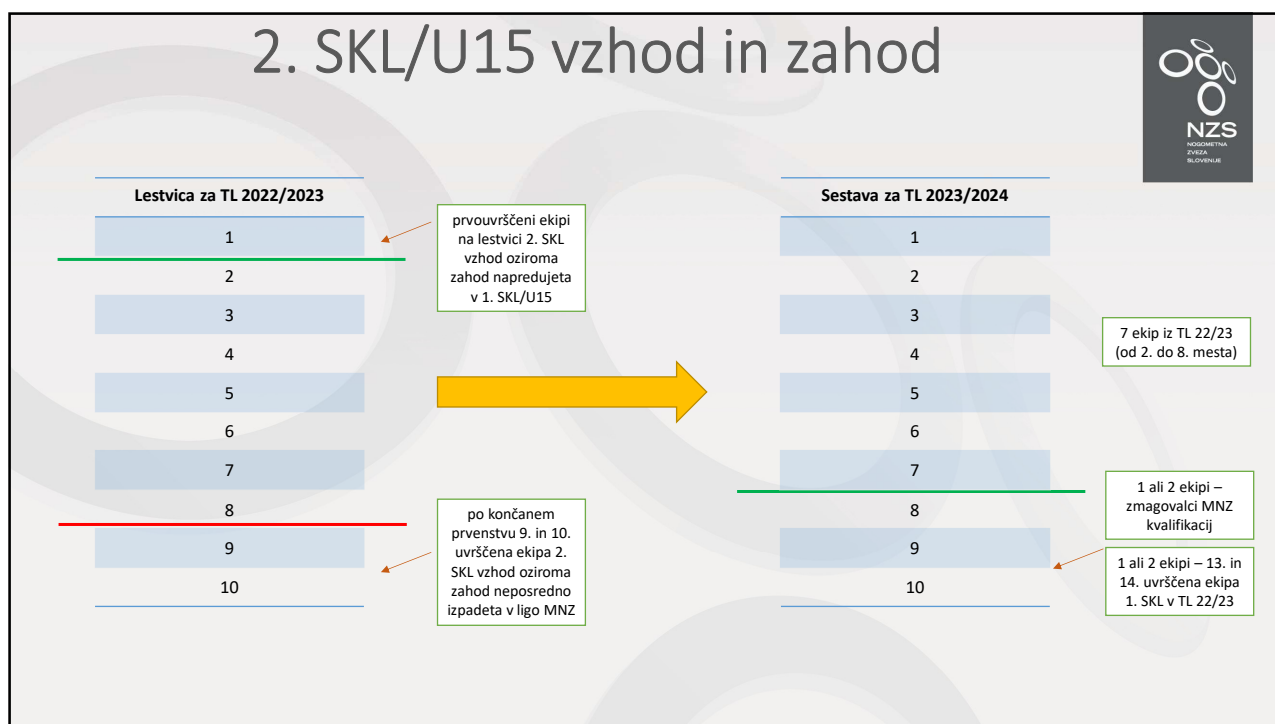 2. SKL/U15 vzhod in zahod
NZS
NOGOMETNA
ZVEZA
SLOVENIJE
Lestvica za TL 2022/2023
1
2
3
4
5
6
7
8
9
10
prvouvrščeni ekipi
na lestvici 2. SKL
vzhod oziroma
zahod napredujeta
v 1. SKL/U15
po končanem
prvenstvu 9. in 10.
uvrščena ekipa 2.
SKL vzhod oziroma
zahod neposredno
izpadeta v ligo MNZ
Sestava za TL 2023/2024
1
2
3
4
5
6
7
8
9
10
7 ekip iz TL 22/23
(od 2. do 8. mesta)
1 ali 2 ekipi –
zmagovalci MNZ
kvalifikacij
1 ali 2 ekipi – 13. in
14. uvrščena ekipa
1. SKL v TL 22/23